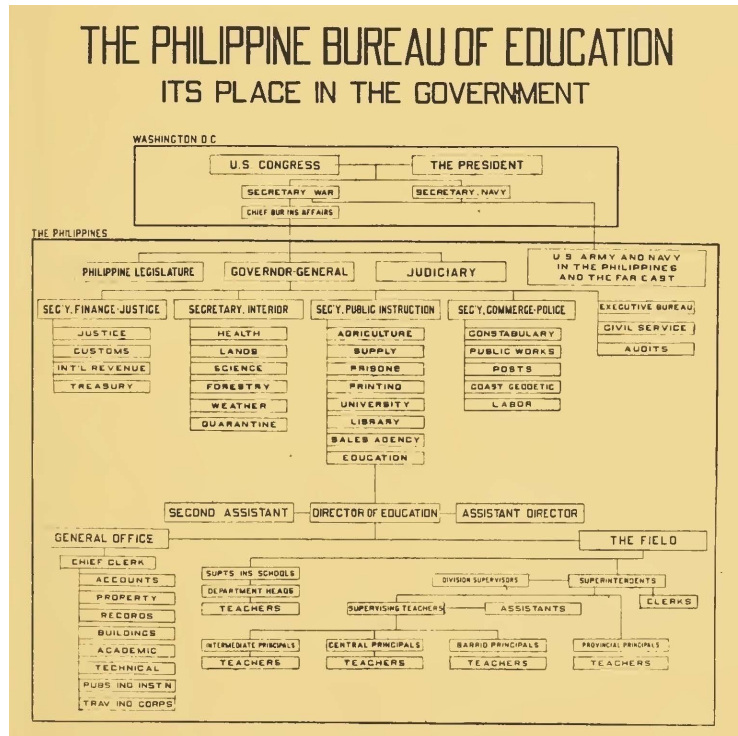 THE PHILIPPINE BUREAU OF EDUCATION
ITS PLACE IN THE GOVERNMENT
WASHINGTON D C
U.S. CONGRESS
THE PRESIDENT
SECRETARY WAR
SECRETARY, NAVY
CHIEF BUR INS AFFAIRS
THE PHILIPPINES
PHILIPPINE LEGISLATURE
GOVERNOR-GENERAL
JUDICIARY
U S ARMY AND NAVY
IN THE PHILIPPINES
AND THE FAR EAST
SEC'Y, FINANCE-JUSTICE
JUSTICE
CUSTOMS
INT'L REVENUE
TREASURY
SECRETARY, INTERIOR
HEALTH
LANDS
SCIENCE
FORESTRY
WEATHER
QUARANTINE
SEC'Y, PUBLIC INSTRUCTION
AGRICULTURE
SUPPLY
PRISONS
PRINTING
UNIVERSITY
LIBRARY
SALES AGENCY
EDUCATION
SEC'Y, COMMERCE-POLICE
CONSTABULARY
PUBLIC WORKS
POSTS
COAST GEODETIC
LABOR
EXECUTIVE BUREAU
CIVIL SERVICE
AUDITS
SECOND ASSISTANT
DIRECTOR OF EDUCATION
ASSISTANT DIRECTOR
GENERAL OFFICE
THE FIELD
CHIEF CLERK
ACCOUNTS
PROPERTY
RECORDS
BUILDINGS
ACADEMIC
TECHNICAL
PUBS IND INST'N
TRAV IND CORPS
SUPTS INS SCHOOLS
DEPARTMENT HEADS
TEACHERS
DIVISION SUPERVISORS
SUPERINTENDENTS
CLERKS
SUPERVISING TEACHERS
ASSISTANTS
INTERMEDIATE PRINCIPALS
TEACHERS
CENTRAL PRINCIPALS
TEACHERS
BARRIO PRINCIPALS
TEACHERS
PROVINCIAL PRINCIPALS
TEACHERS